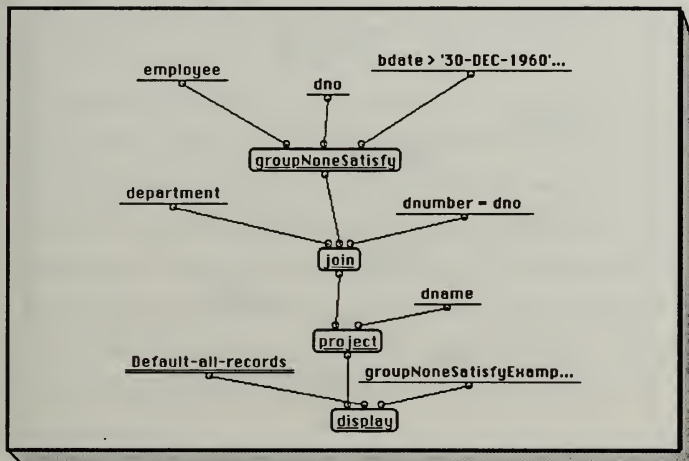 employee
dno
bdate > '30-DEC-1960'...
groupNoneSatisfy
department
dnumber = dno
join
dname
project
Default-all-records
groupNoneSatisfyExamp...
display